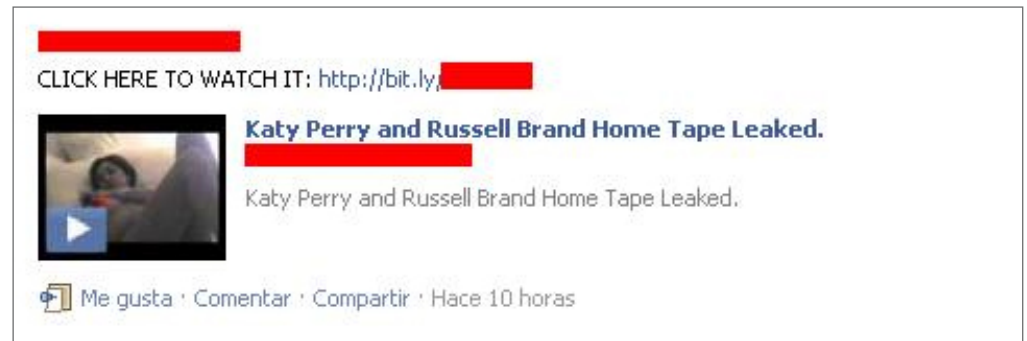 CLICK HERE TO WATCH IT: http://bit.ly/
Katy Perry and Russell Brand Home Tape Leaked.
Katy Perry and Russell Brand Home Tape Leaked.
Me gusta · Comentar · Compartir · Hace 10 horas